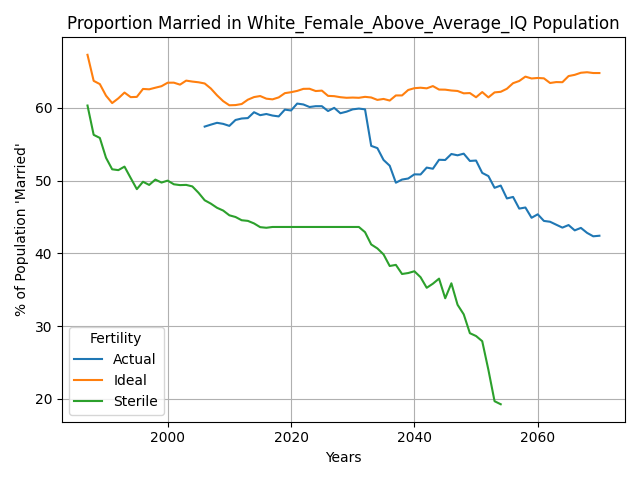 Proportion Married in White_Female_Above_Average_IQ Population
% of Population 'Married'
60
50
40
30
20
Fertility
Actual
Ideal
Sterile
2000
2020
2040
2060
Years